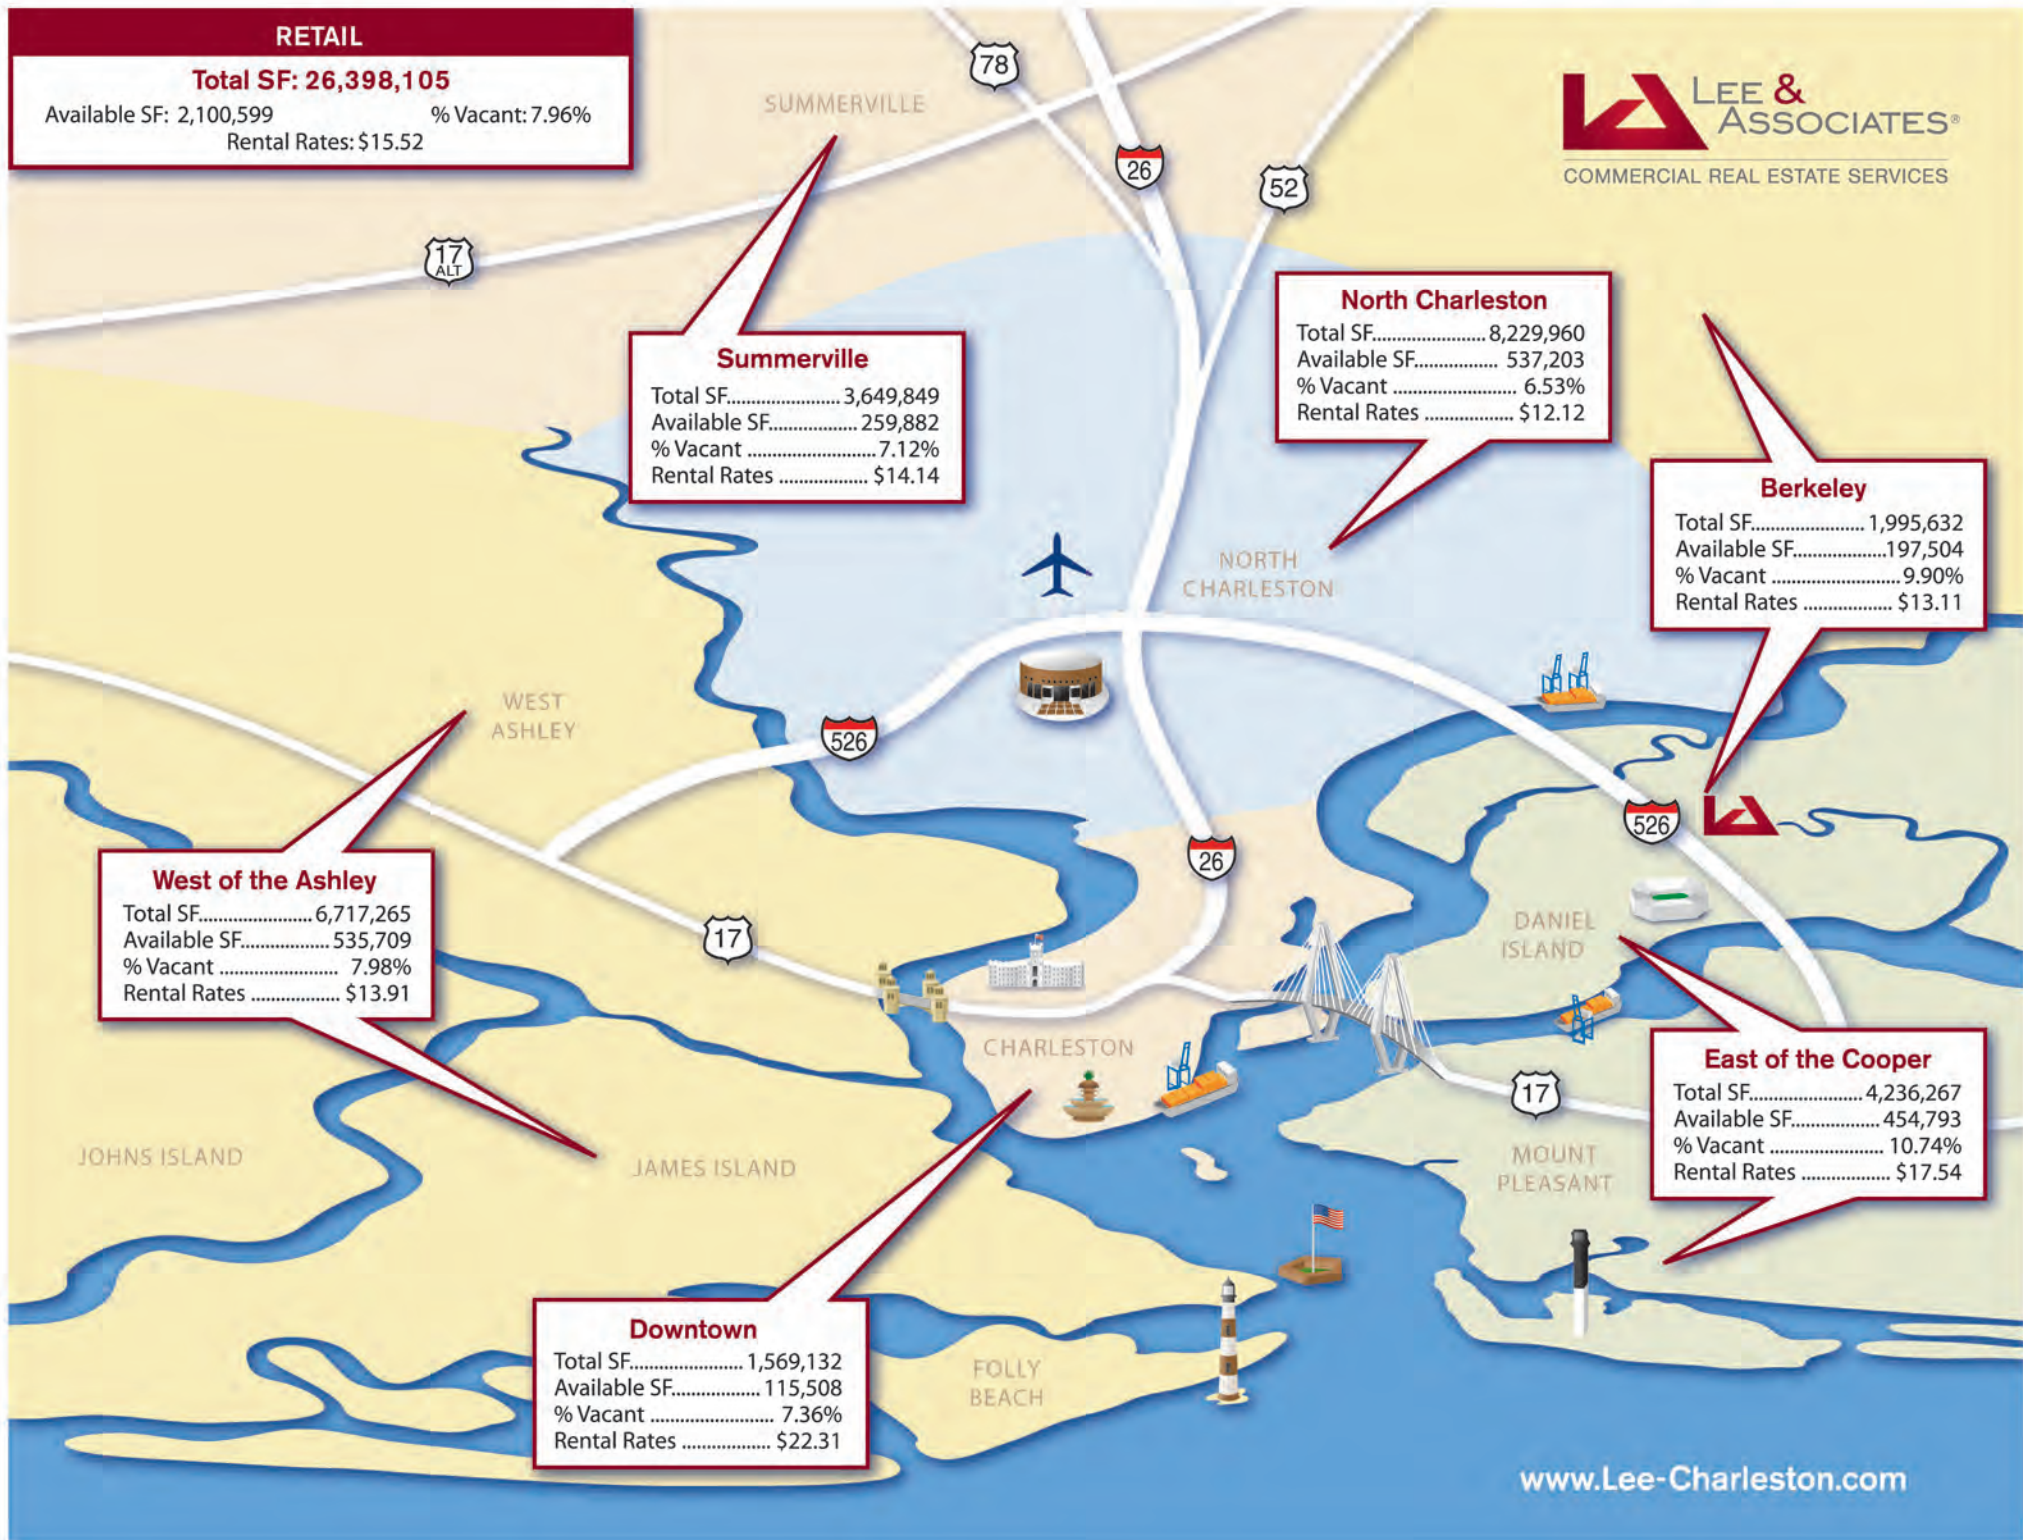 RETAIL
Total SF: 26,398,105
Available SF: 2,100,599 % Vacant: 7.96%
Rental Rates: $15.52
LEE &
ASSOCIATES®
COMMERCIAL REAL ESTATE SERVICES
78
SUMMERVILLE
26
52
17
ALT
North Charleston
Total SF....................... 8,229,960
Available SF................. 537,203
% Vacant ......................... 6.53%
Rental Rates .................. $12.12
Summerville
Total SF....................... 3,649,849
Available SF.................. 259,882
% Vacant .......................... 7.12%
Rental Rates .................. $14.14
Berkeley
Total SF....................... 1,995,632
Available SF...................197,504
% Vacant .......................... 9.90%
Rental Rates .................. $13.11
NORTH
CHARLESTON
WEST
ASHLEY
526
526
26
West of the Ashley
Total SF....................... 6,717,265
Available SF.................. 535,709
% Vacant ........................ 7.98%
Rental Rates .................. $13.91
17
DANIEL
ISLAND
CHARLESTON
17
East of the Cooper
Total SF....................... 4,236,267
Available SF.................. 454,793
% Vacant ....................... 10.74%
Rental Rates .................. $17.54
JOHNS ISLAND
JAMES ISLAND
MOUNT
PLEASANT
Downtown
Total SF....................... 1,569,132
Available SF.................. 115,508
% Vacant ......................... 7.36%
Rental Rates .................. $22.31
FOLLY
BEACH
www.Lee-Charleston.com